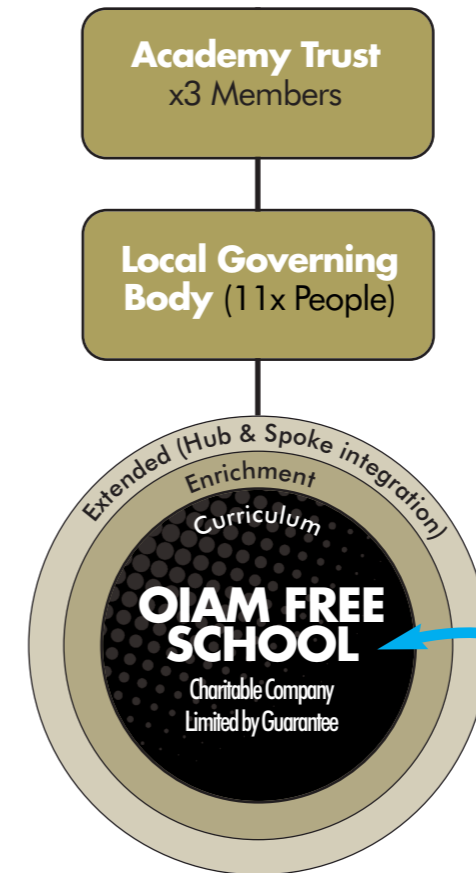 Academy Trust
x3 Members
Local Governing
Body (11x People)
Extended (Hub & Spoke integration)
Enrichment
Curriculum
OIAM FREE
SCHOOL
Charitable Company
Limited by Guarantee